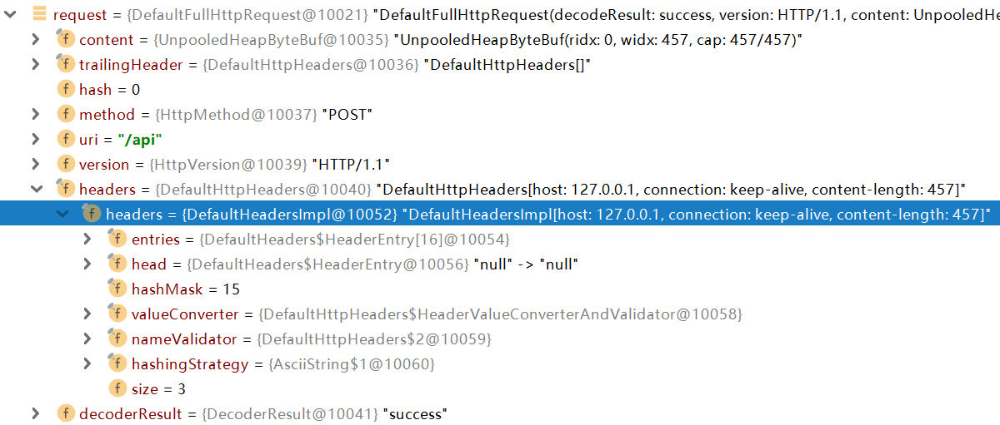 request = {DefaultFullHttpRequest@10021} "DefaultFullHttpRequest(decodeResult: success, version: HTTP/1.1, content: UnpooledHe
f content = {UnpooledHeapByteBuf@10035} "UnpooledHeapByteBuf(ridx: 0, widx: 457, cap: 457/457)"
f trailingHeader = {DefaultHttpHeaders@10036} "DefaultHttpHeaders[]"
f hash = 0
f method = {HttpMethod@10037} "POST"
f uri = "/api"
f version = {HttpVersion@10039} "HTTP/1.1"
f headers = {DefaultHttpHeaders@10040} "DefaultHttpHeaders[host: 127.0.0.1, connection: keep-alive, content-length: 457]"
f headers = {DefaultHeadersImpl@10052} "DefaultHeadersImpl[host: 127.0.0.1, connection: keep-alive, content-length: 457]"
f entries = {DefaultHeaders$HeaderEntry[16]@10054}
f head = {DefaultHeaders$HeaderEntry@10056} "null" -> "null"
f hashMask = 15
f valueConverter = {DefaultHttpHeaders$HeaderValueConverterAndValidator@10058}
f nameValidator = {DefaultHttpHeaders$2@10059}
f hashingStrategy = {AsciiString$1@10060}
f size = 3
f decoderResult = {DecoderResult@10041} "success"